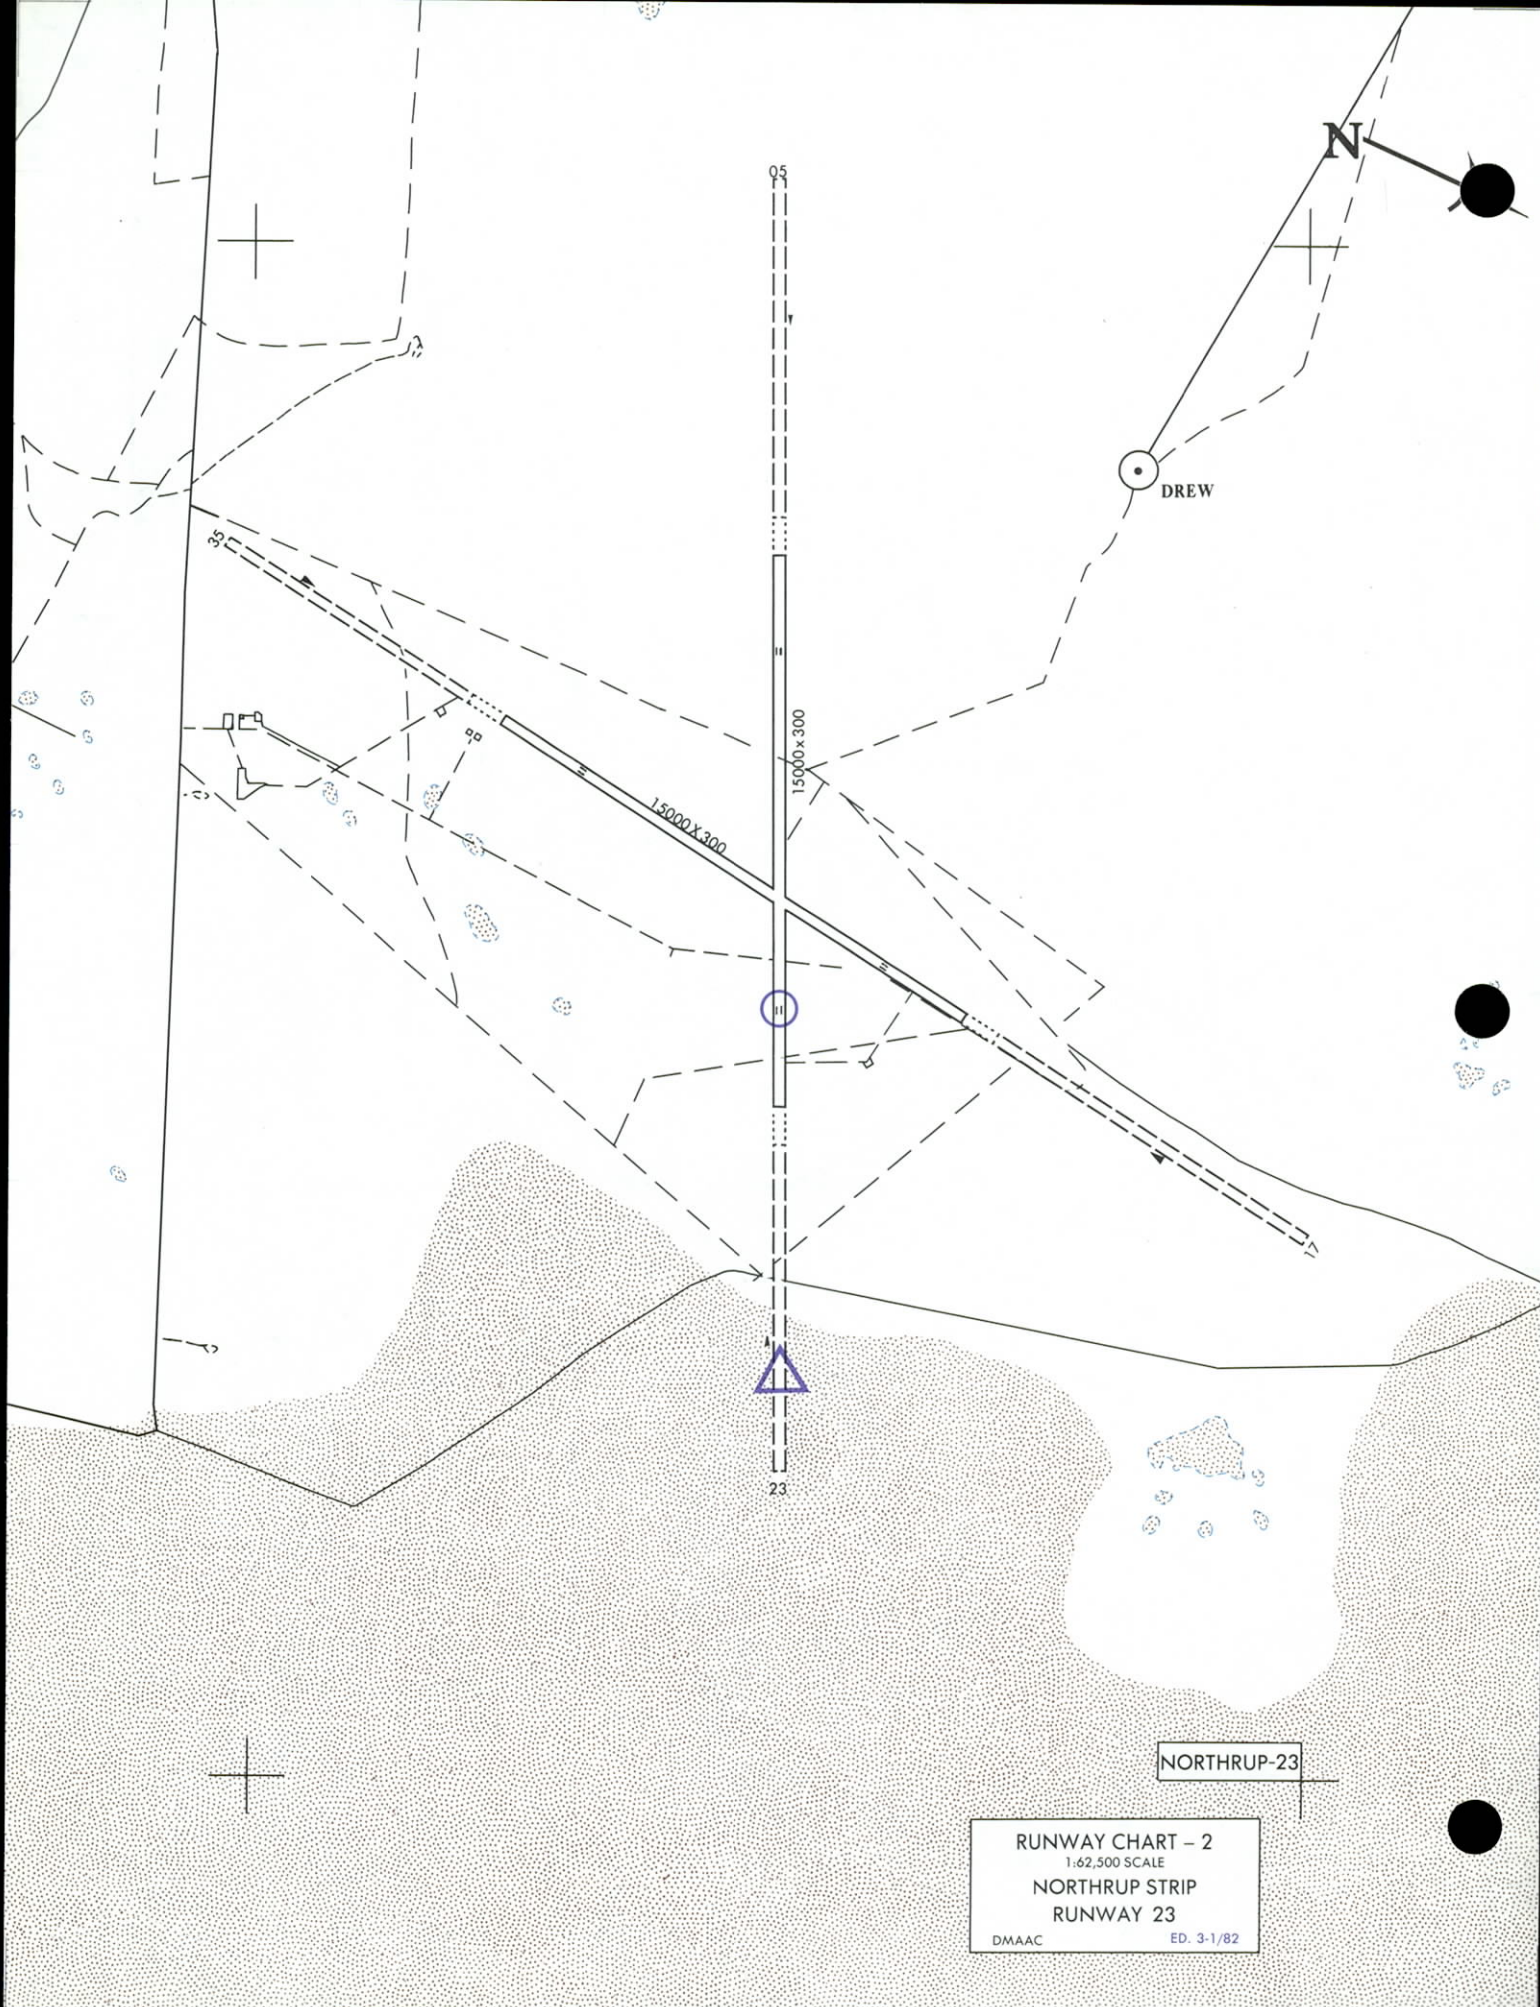 05
N
DREW
35
15000x300
15000X300
17
23
NORTHRUP-23
RUNWAY CHART – 2
1:62,500 SCALE
NORTHRUP STRIP
RUNWAY 23
DMAAC ED. 3-1/82